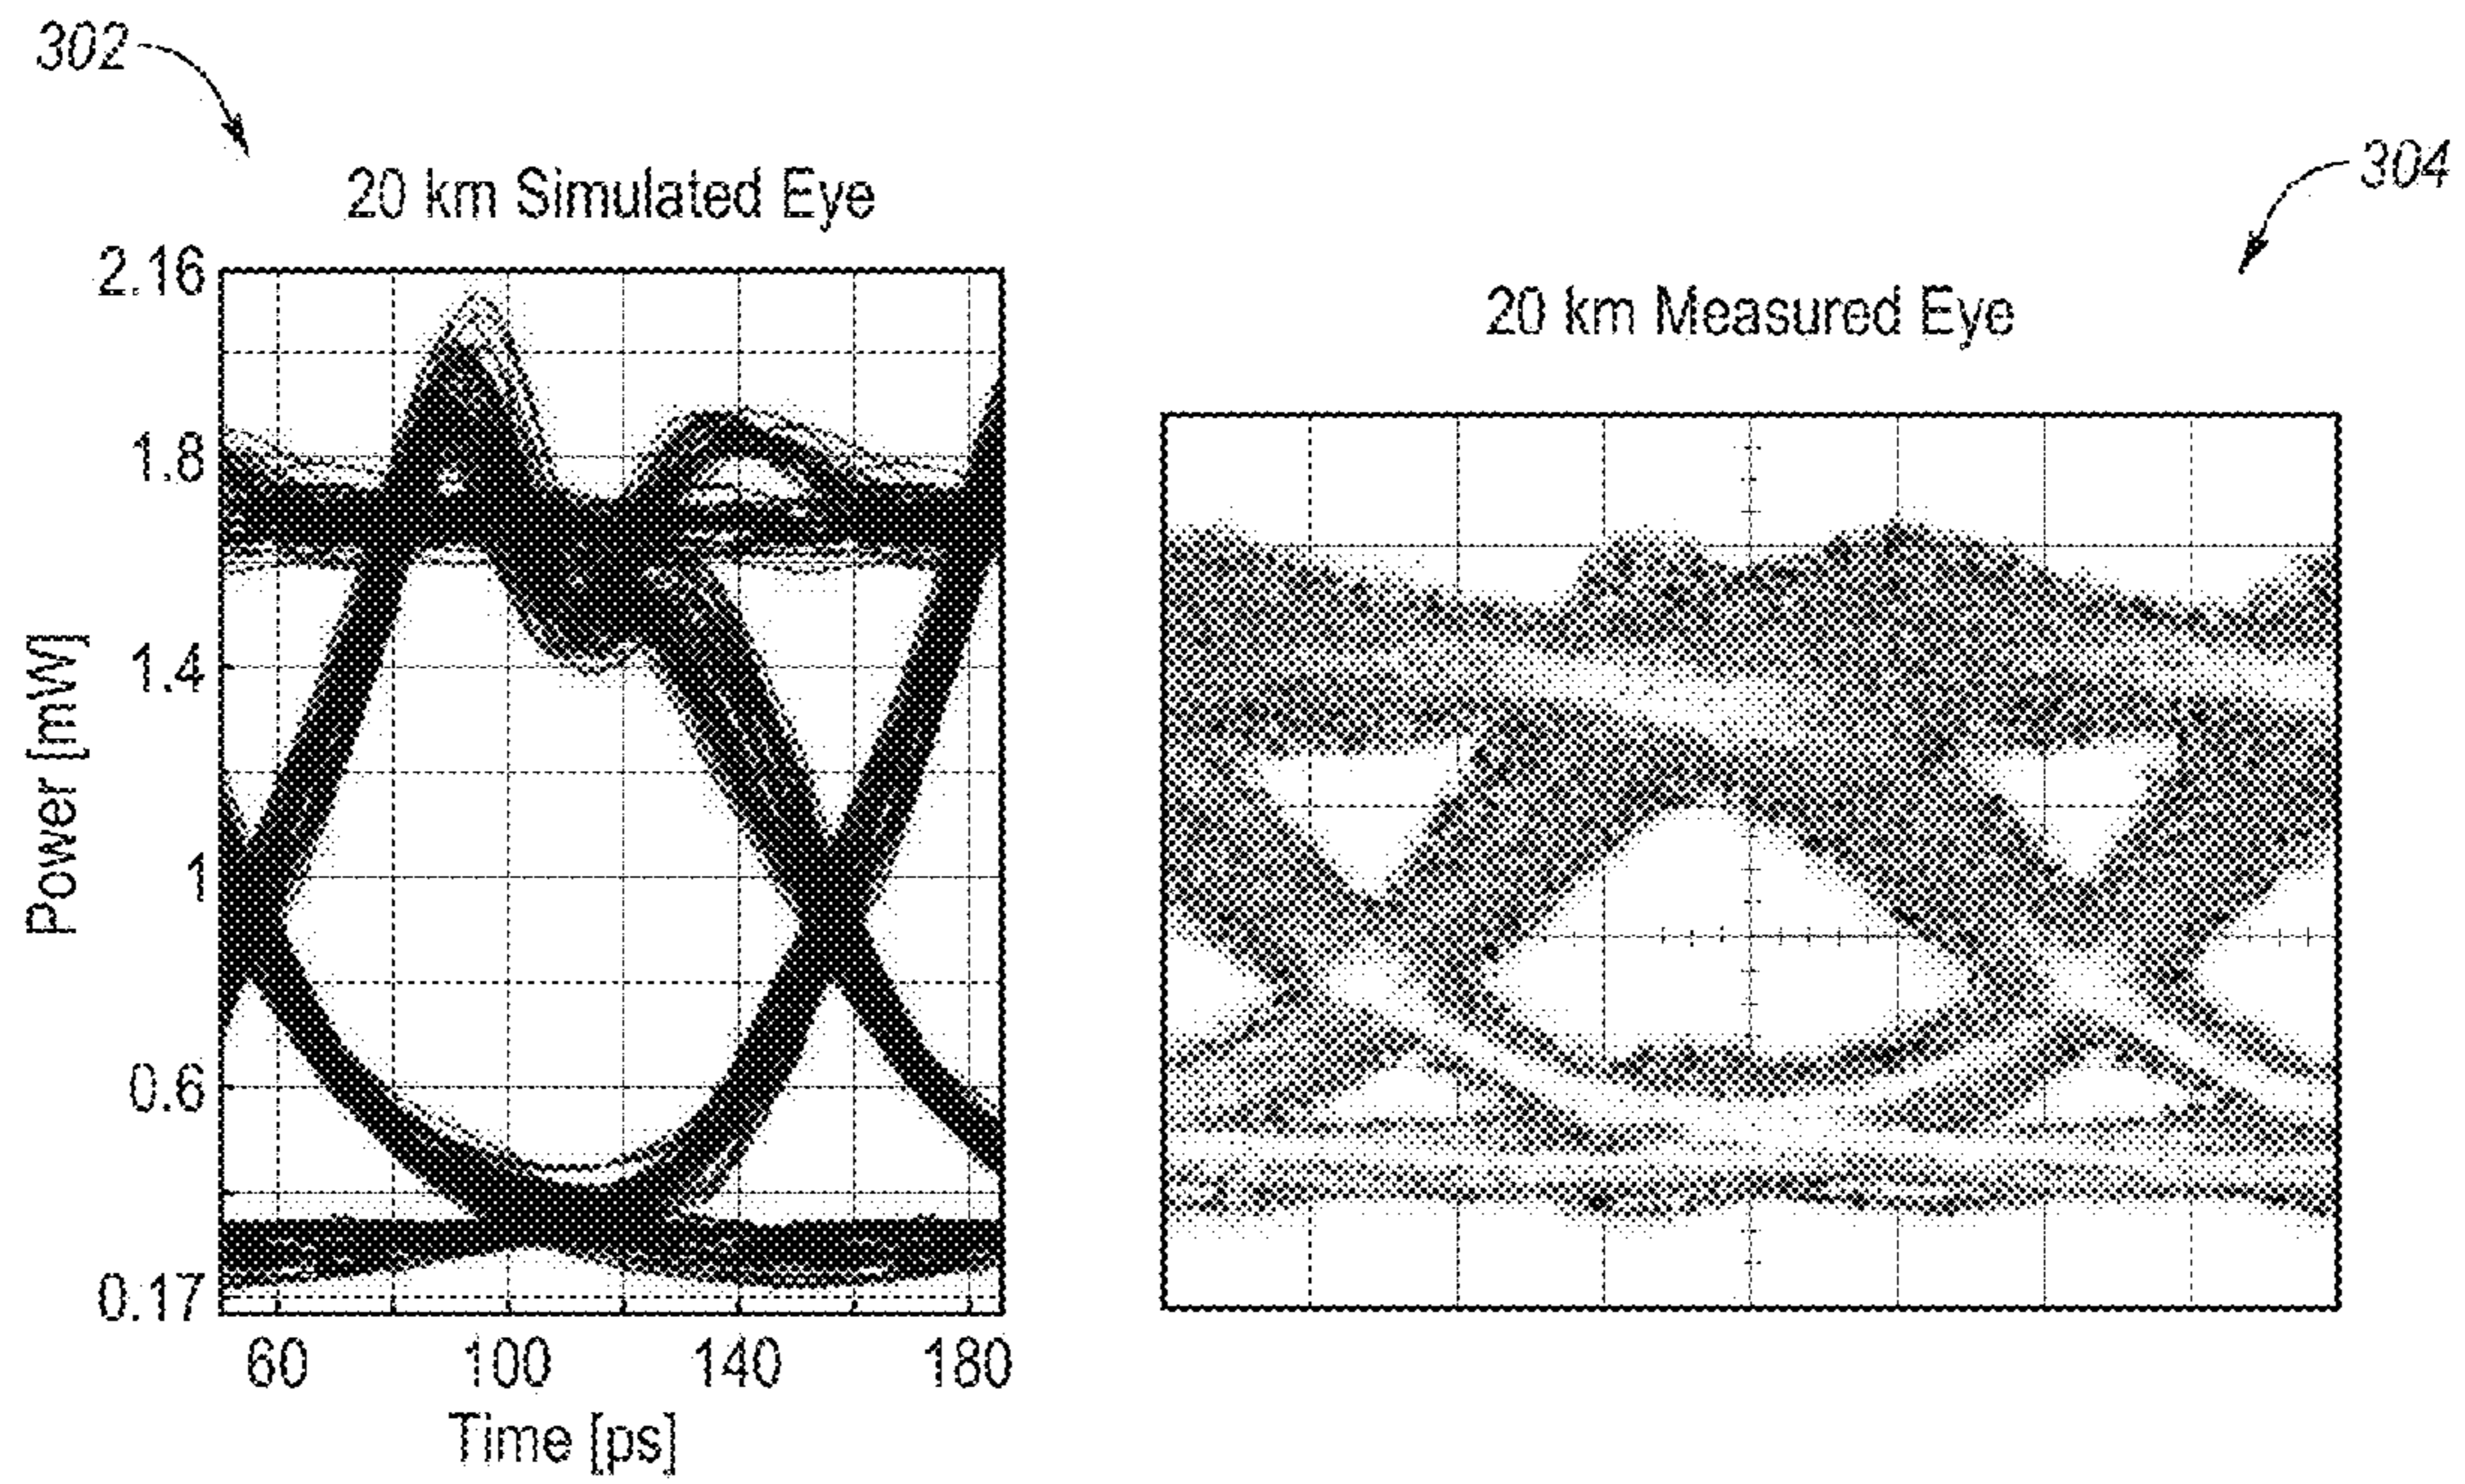 302
304
20 km Simulated Eye
20 km Measured Eye
2.16
1.8
1.4
1
0.6
0.17
Power [mW]
60 100 140 180
Time [ps]